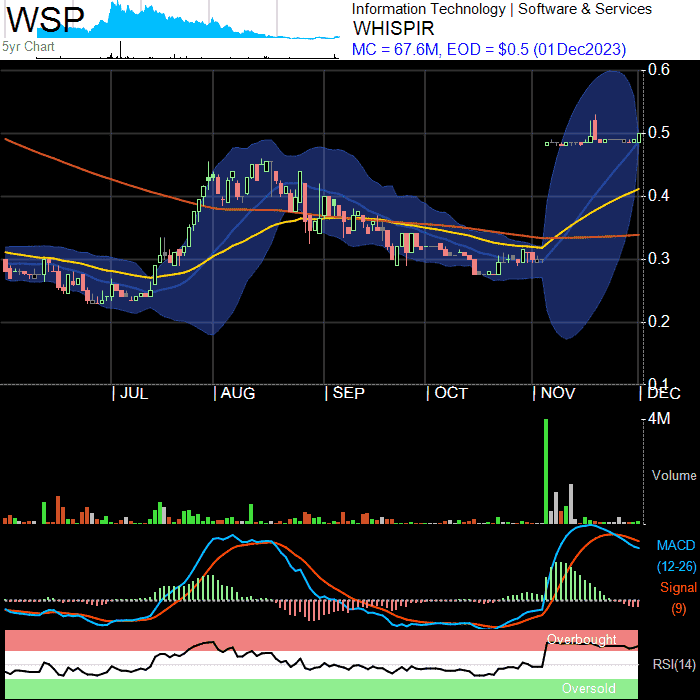 WSP
5yr Chart
Information Technology | Software & Services
WHISPIR
MC = 67.6M, EOD = $0.5 (01Dec2023)
0.6
0.5
0.4
0.3
0.2
0.1
JUL
AUG
SEP
OCT
NOV
DEC
4M
Volume
MACD
(12-26)
Signal
(9)
Overbought
RSI(14)
Oversold